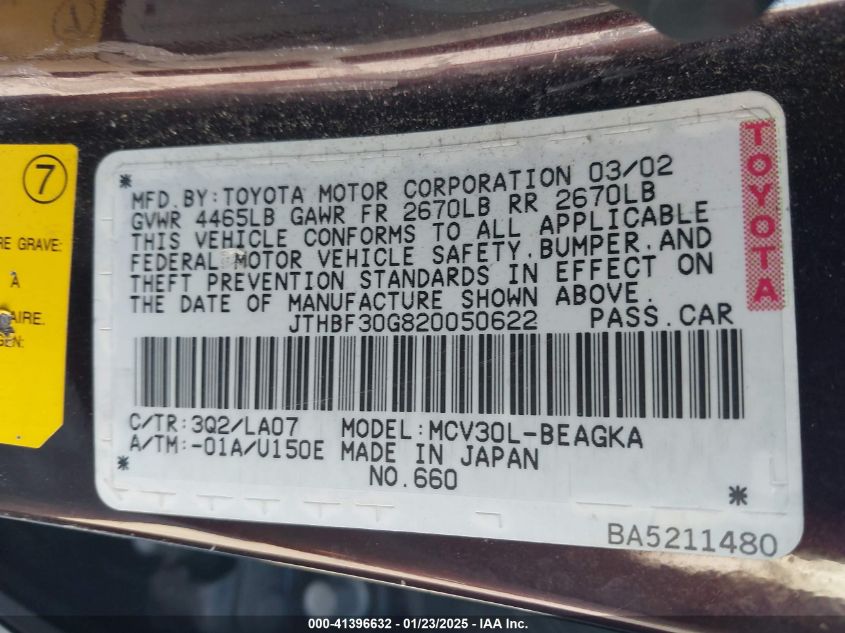 7
RE GRAVE:
A
AIRE.
MFD.BY:TOYOTA MOTOR CORPORATION 03/02
GVWR 4465LB GAWR FR 2670LB RR 2670LB
THIS VEHICLE CONFORMS TO ALL APPLICABLE
FEDERAL MOTOR VEHICLE SAFETY,BUMPER,AND
THEFT PREVENTION STANDARDS IN EFFECT ON
THE DATE OF MANUFACTURE SHOWN ABOVE.
JTHBF30G820050622 PASS.CAR
C/TR:3Q2/LA07 MODEL:MCV30L-BEAGKA
A/TM:-01A/U150E MADE IN JAPAN
NO.660
BA5211480
TOYOTA
000-41396632 - 01/23/2025 - IAA Inc.